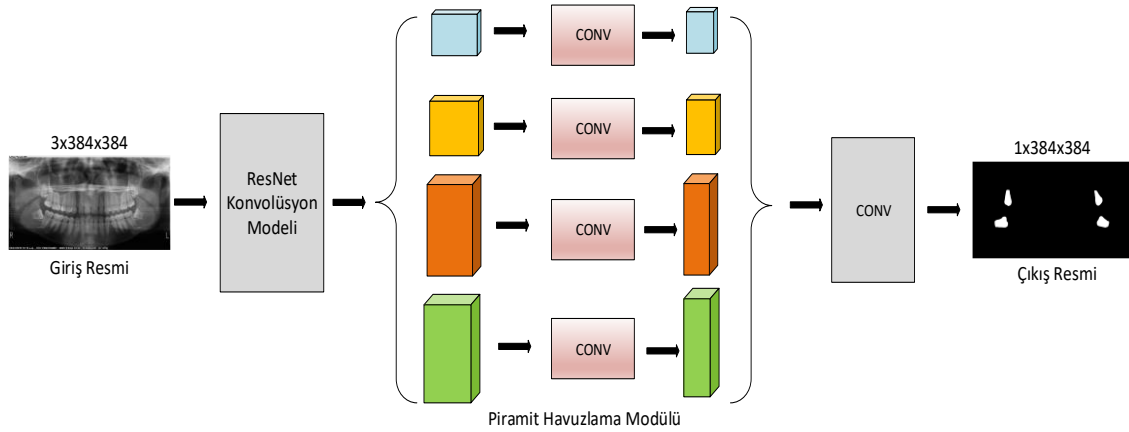 3x384x384
Giriş Resmi
ResNet
Konvolüsyon
Modeli
CONV
CONV
CONV
CONV
Piramit Havuzlama Modülü
CONV
1x384x384
Çıkış Resmi